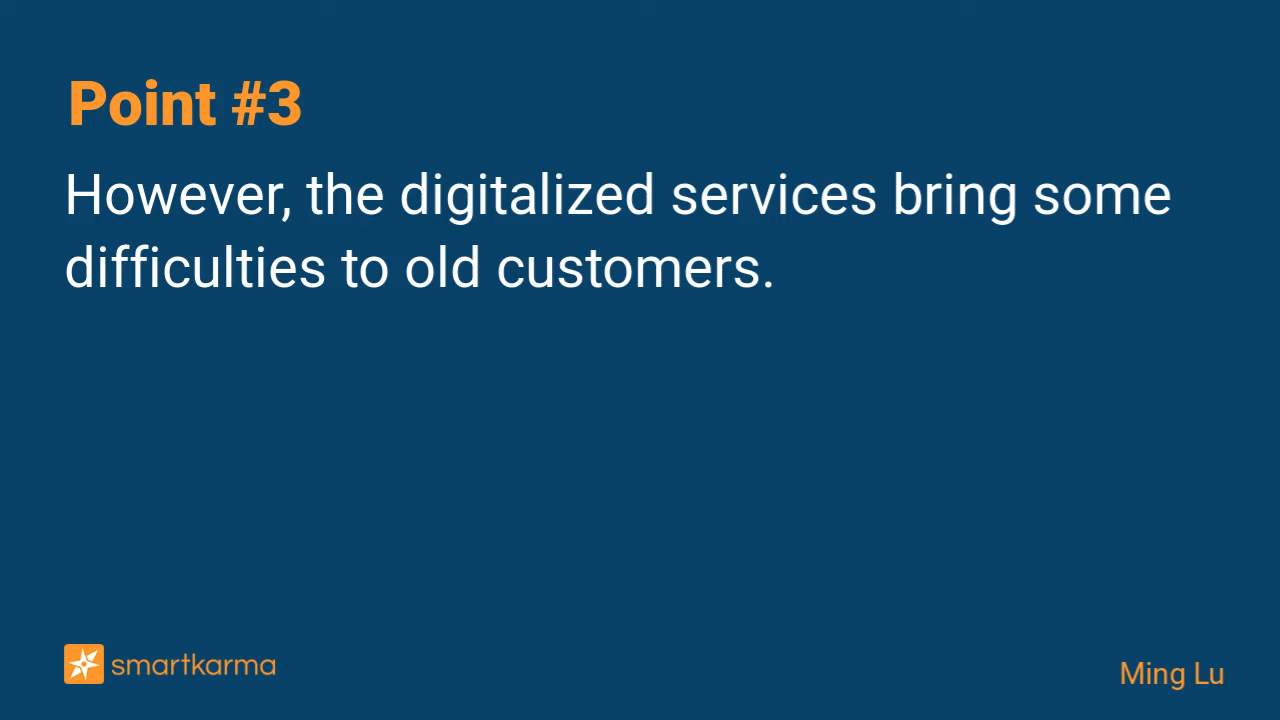 Point #3
However, the digitalized services bring some
difficulties to old customers.
smartkarma
Ming Lu